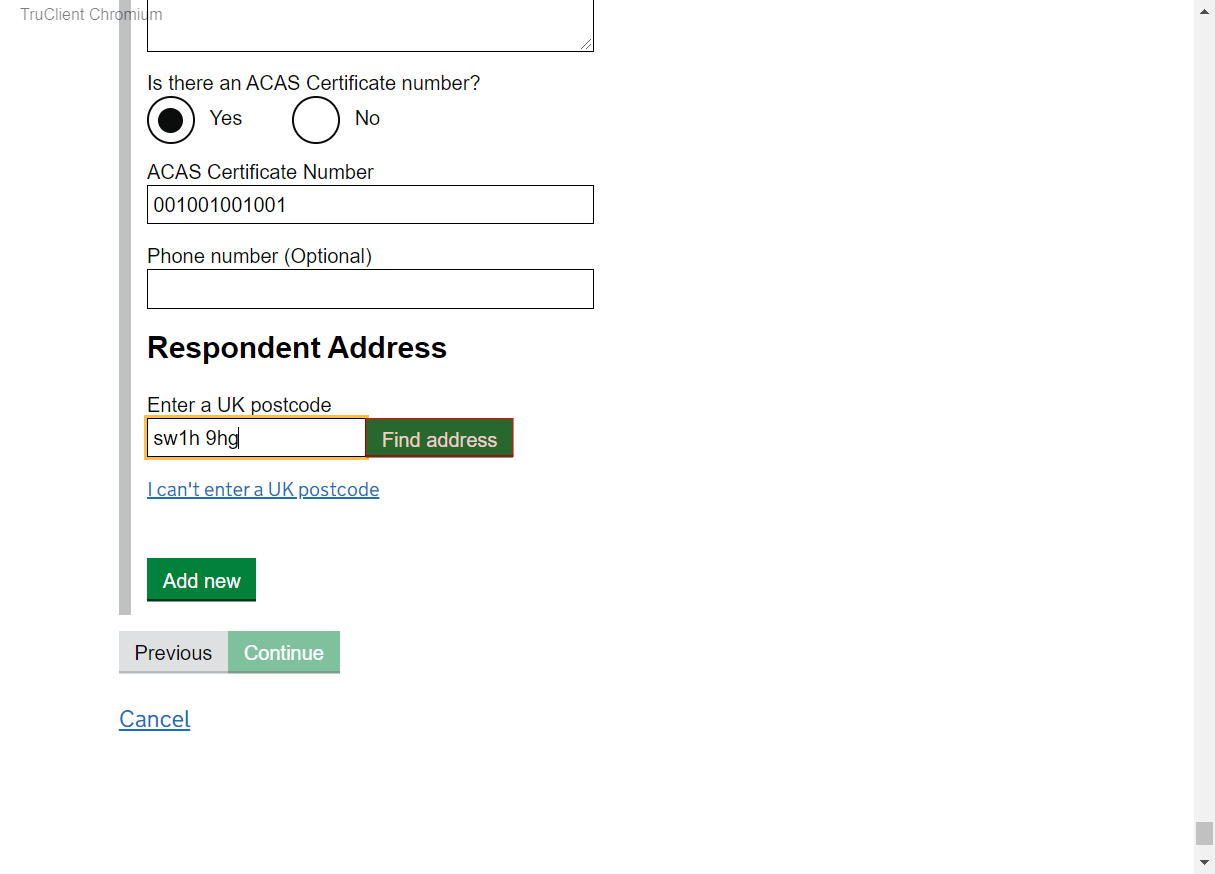 TruClient Chromium
Is there an ACAS Certificate number?
Yes No
ACAS Certificate Number
001001001001
Phone number (Optional)
Respondent Address
Enter a UK postcode
sw1h 9hg Find address
I can't enter a UK postcode
Add new
Previous Continue
Cancel